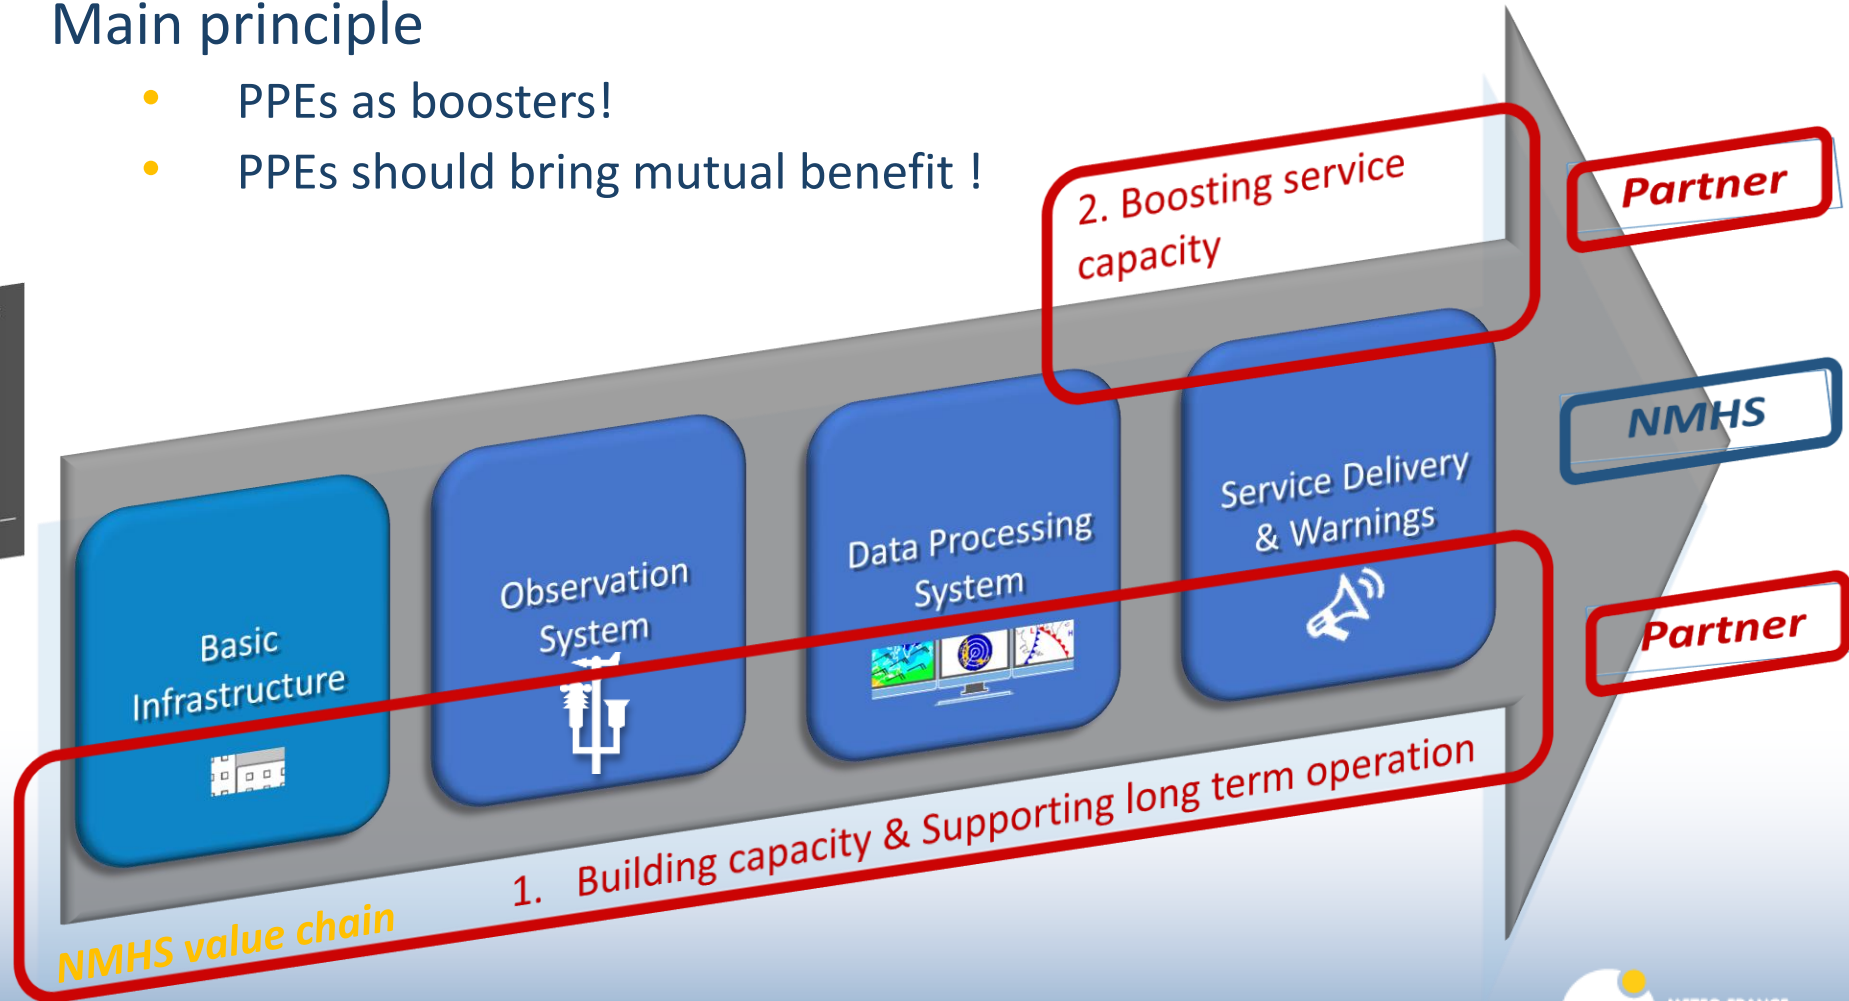 Main principle
• PPEs as boosters!
• PPEs should bring mutual benefit !
2. Boosting service
capacity
Partner
NMHS
Partner
Basic
Infrastructure
Observation
System
Data Processing
System
Service Delivery
& Warnings
1. Building capacity & Supporting long term operation
NMHS value chain